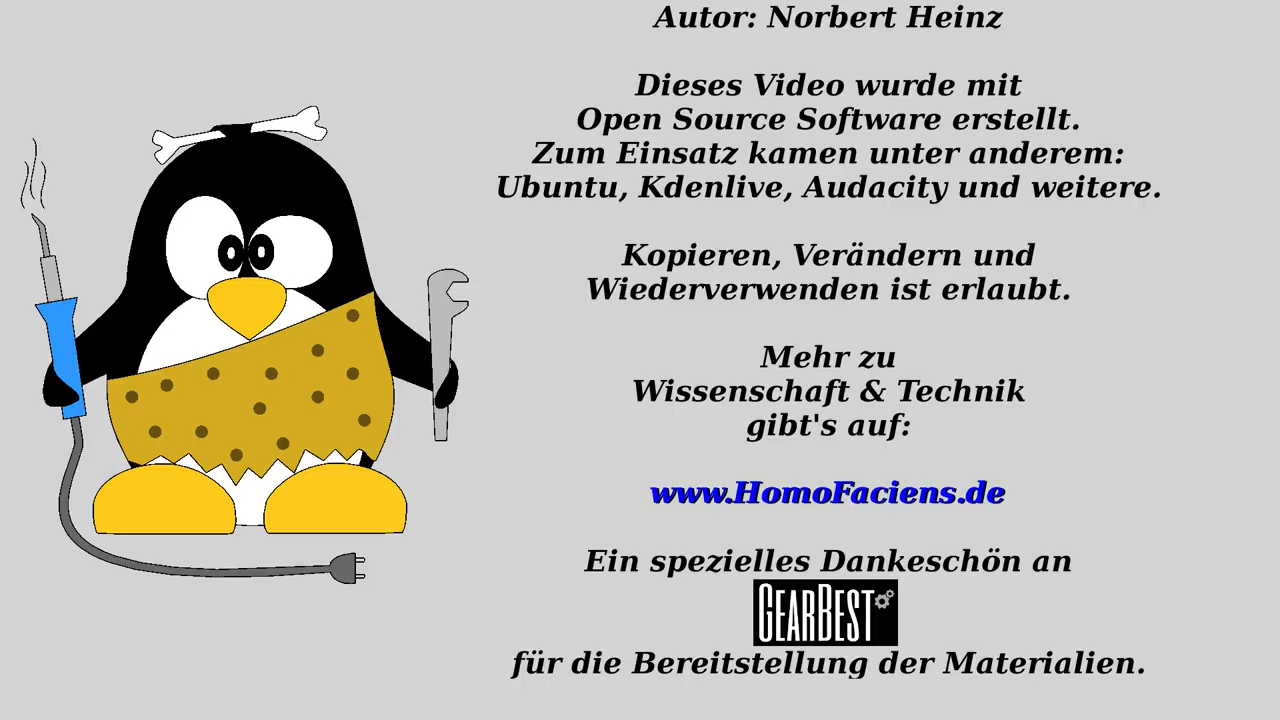 Autor: Norbert Heinz
Dieses Video wurde mit
Open Source Software erstellt.
Zum Einsatz kamen unter anderem:
Ubuntu, Kdenlive, Audacity und weitere.
Kopieren, Verändern und
Wiederverwenden ist erlaubt.
Mehr zu
Wissenschaft & Technik
gibt's auf:
www.HomoFaciens.de
Ein spezielles Dankeschön an
GEARBEST
für die Bereitstellung der Materialien.